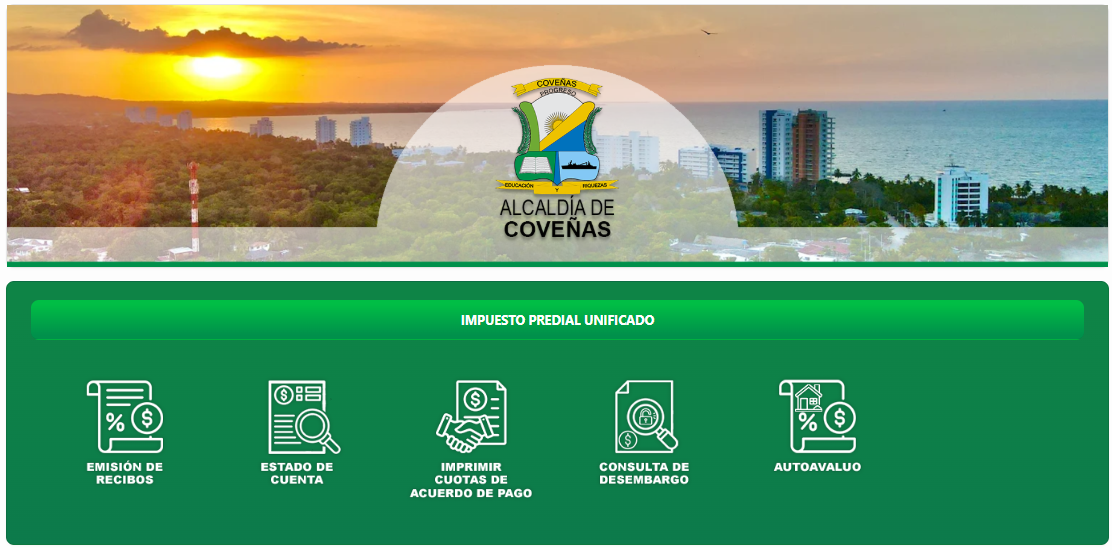 COVEÑAS
PROGRESO
EDUCACIÓN
Y
RIQUEZAS
ALCALDÍA DE
COVEÑAS
IMPUESTO PREDIAL UNIFICADO
EMISIÓN DE
RECIBOS
ESTADO DE
CUENTA
IMPRIMIR
CUOTAS DE
ACUERDO DE PAGO
CONSULTA DE
DESEMBARGO
AUTOAVALUO